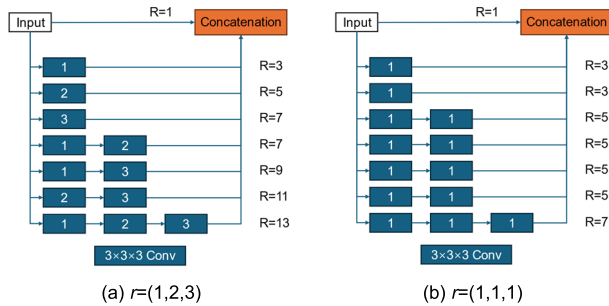 R=1
Input Concatenation
1 R=3
2 R=5
3 R=7
1 2 R=7
1 3 R=9
2 3 R=11
1 2 3 R=13
3×3×3 Conv
(a) r=(1,2,3)
R=1
Input Concatenation
1 R=3
1 R=3
1 1 R=5
1 1 R=5
1 1 R=5
1 1 R=5
1 1 1 R=7
3×3×3 Conv
(b) r=(1,1,1)